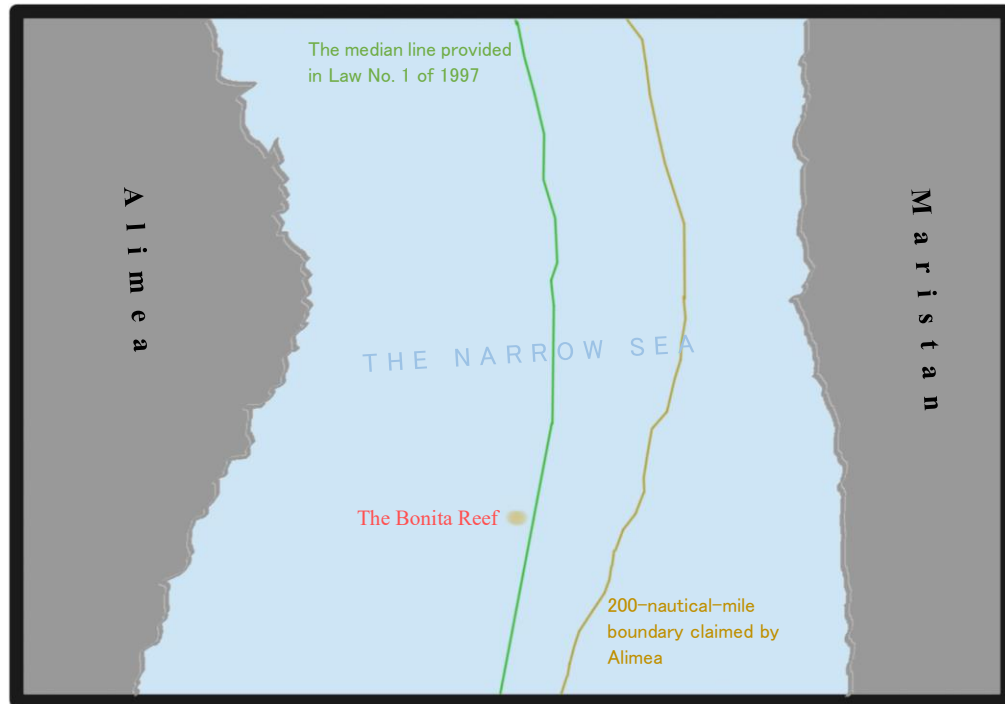 The median line provided
in Law No. 1 of 1997
Alimea
Maristan
THE NARROW SEA
The Bonita Reef
200-nautical-mile
boundary claimed by
Alimea